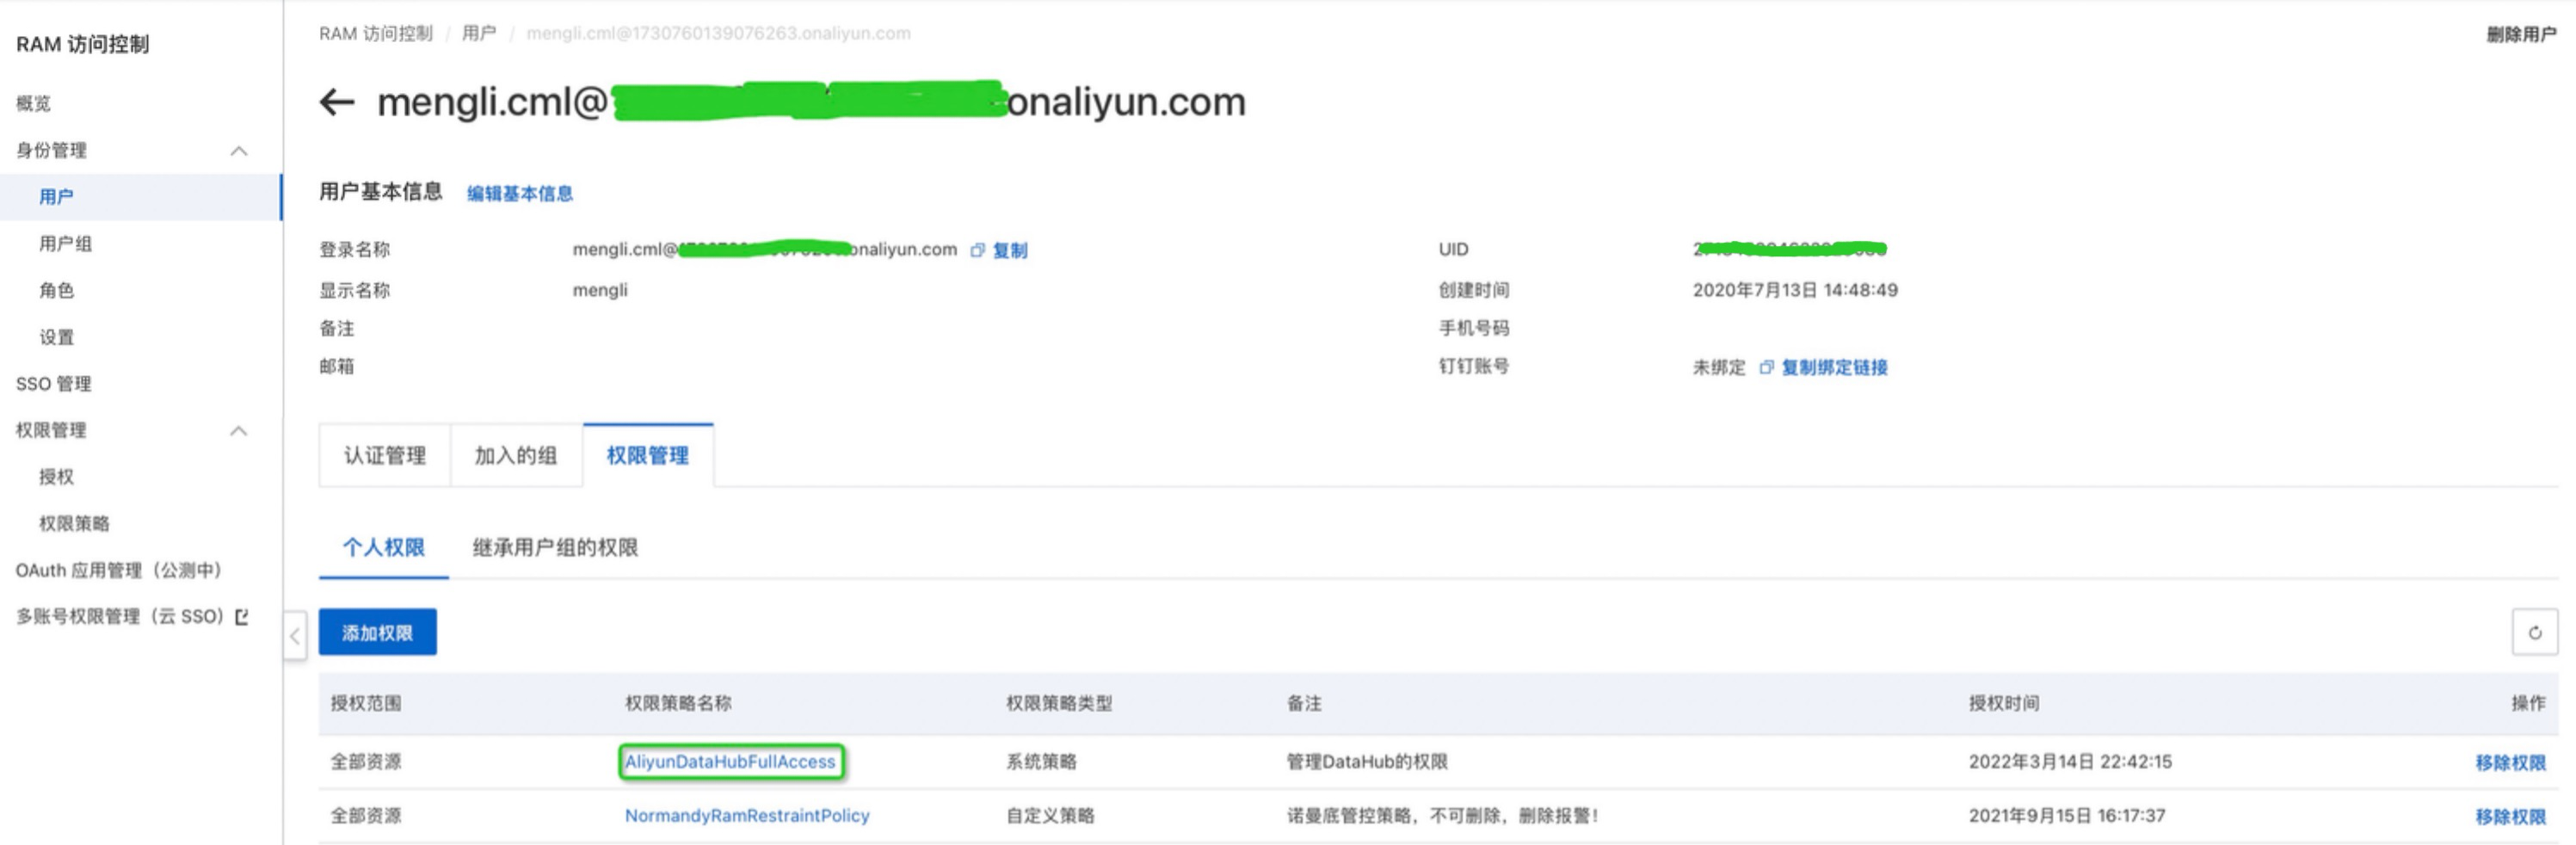 RAM 访问控制
概览
身份管理
用户
用户组
角色
设置
SSO 管理
权限管理
授权
权限策略
OAuth 应用管理（公测中）
多账号权限管理（云 SSO）
RAM 访问控制 / 用户 / mengli.cml@1730760139076263.onaliyun.com
删除用户
mengli.cml@ onaliyun.com
用户基本信息 编辑基本信息
登录名称 mengli.cml@ onaliyun.com 复制
UID
显示名称 mengli
创建时间 2020年7月13日 14:48:49
备注
手机号码
邮箱
钉钉账号 未绑定 复制绑定链接
认证管理 加入的组 权限管理
个人权限 继承用户组的权限
添加权限
授权范围 权限策略名称 权限策略类型 备注 授权时间 操作
全部资源 AliyunDataHubFullAccess 系统策略 管理DataHub的权限 2022年3月14日 22:42:15 移除权限
全部资源 NormandyRamRestraintPolicy 自定义策略 诺曼底管控策略，不可删除，删除报警！ 2021年9月15日 16:17:37 移除权限